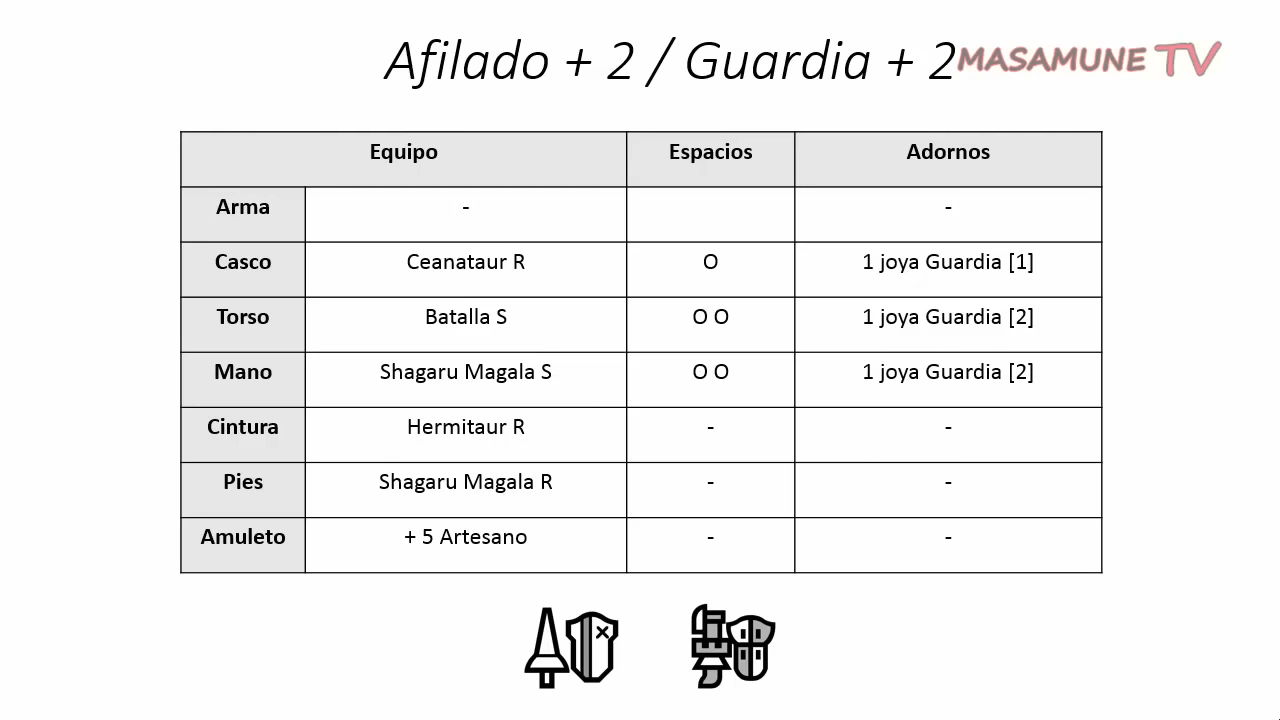 Afilado + 2 / Guardia + 2
MASAMUNE TV
Equipo Espacios Adornos
Arma - -
Casco Ceanataur R O 1 joya Guardia [1]
Torso Batalla S O O 1 joya Guardia [2]
Mano Shagaru Magala S O O 1 joya Guardia [2]
Cintura Hermitaur R - -
Pies Shagaru Magala R - -
Amuleto + 5 Artesano - -